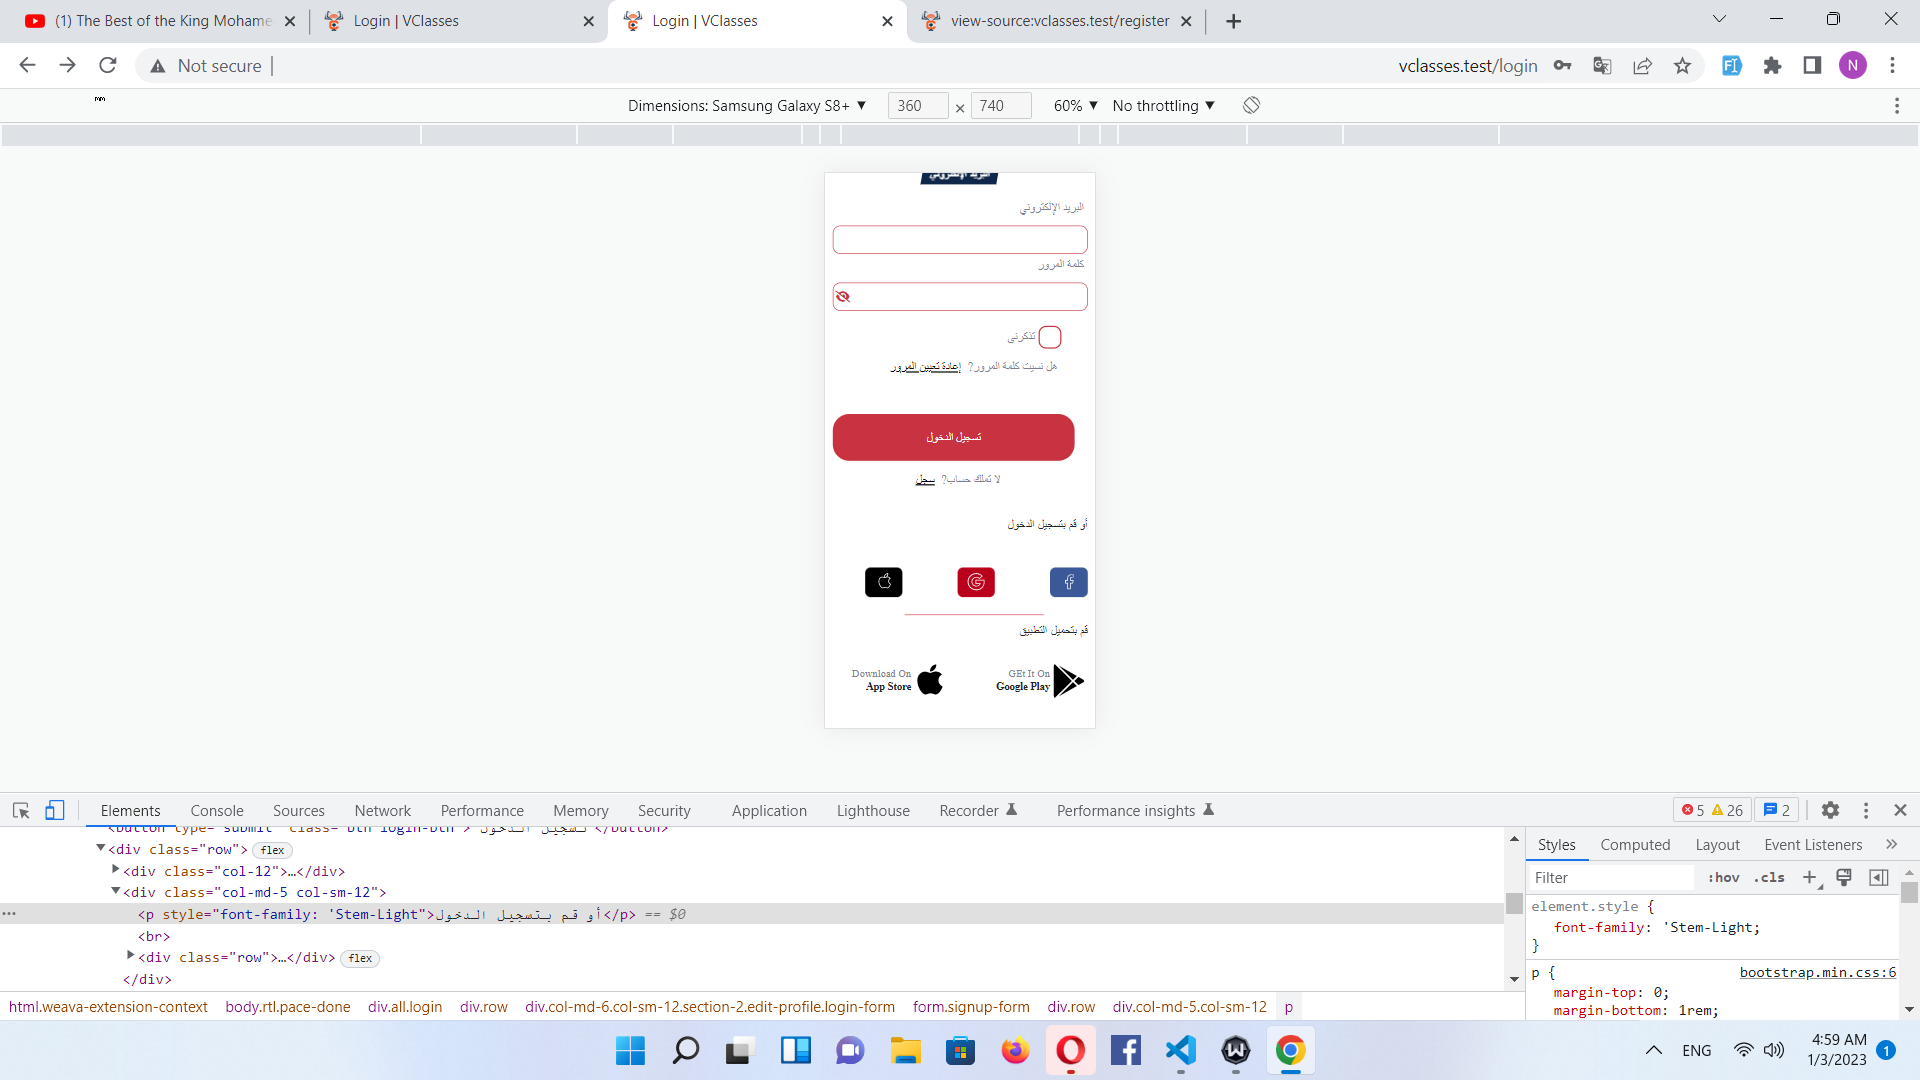 (1) The Best of the King Mohame
Login | VClasses
Login | VClasses
view-source:vclasses.test/register
Not secure
vclasses.test/login
Dimensions: Samsung Galaxy S8+ ▼ 360 × 740 60% ▼ No throttling ▼
البريد الإلكتروني
البريد الإلكتروني
كلمة المرور
تذكرنى
هل نسيت كلمة المرور? إعادة تعيين المرور
تسجيل الدخول
لا تملك حساب? سجل
أو قم بتسجيل الدخول
قم بتحميل التطبيق
Download On
App Store
GEt It On
Google Play
Elements Console Sources Network Performance Memory Security Application Lighthouse Recorder Performance insights 5 26 2
<button type="submit" class="btn login-btn"> تسجيل الدخول </button>
<div class="row"> flex
<div class="col-12">…</div>
<div class="col-md-5 col-sm-12">
<p style="font-family: 'Stem-Light">أو قم بتسجيل الدخول</p> == $0
<br>
<div class="row">…</div> flex
</div>
html.weava-extension-context body.rtl.pace-done div.all.login div.row div.col-md-6.col-sm-12.section-2.edit-profile.login-form form.signup-form div.row div.col-md-5.col-sm-12 p
Styles Computed Layout Event Listeners »
Filter :hov .cls +
element.style {
font-family: 'Stem-Light;
}
p { bootstrap.min.css:6
margin-top: 0;
margin-bottom: 1rem;
ENG
4:59 AM
1/3/2023
1
N